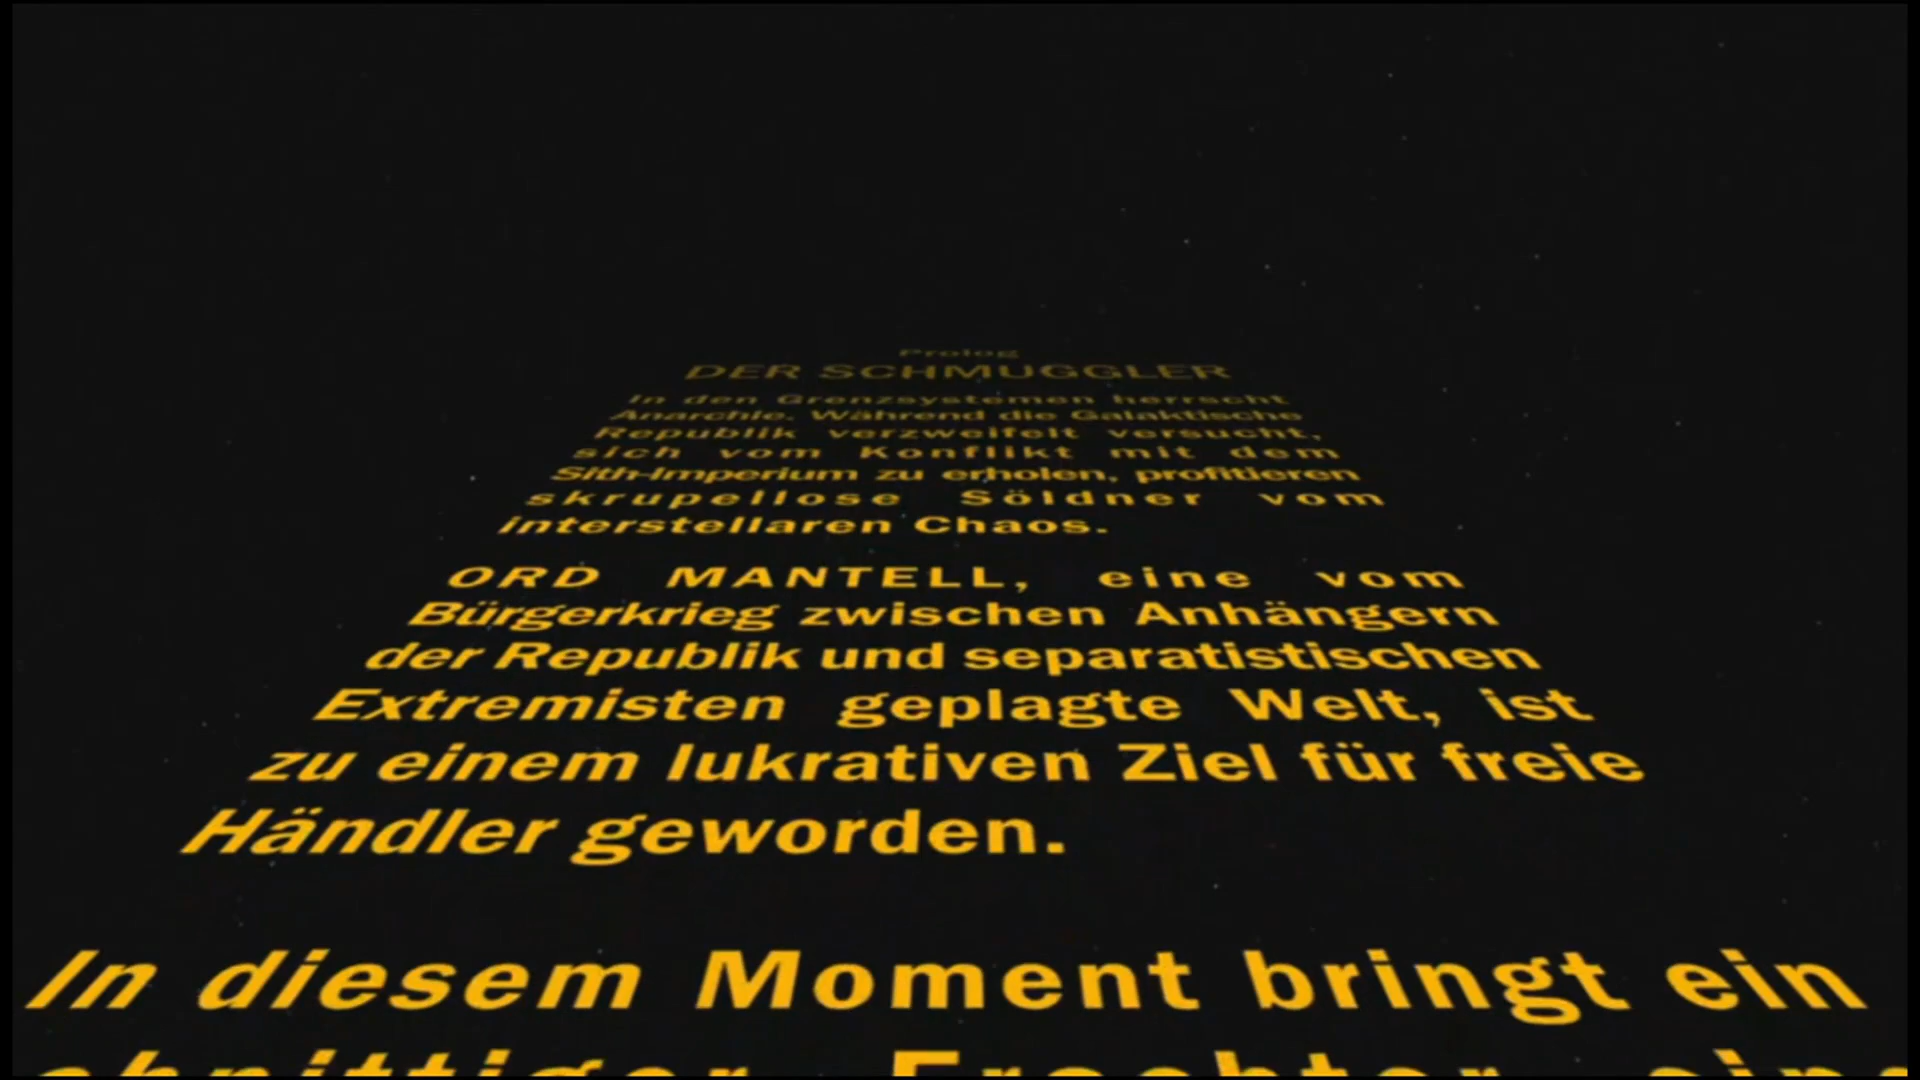 Prolog
DER SCHMUGGLER
In den Grenzsystemen herrscht
Anarchie. Während die Galaktische
Republik verzweifelt versucht,
sich vom Konflikt mit dem
Sith-Imperium zu erholen, profitieren
skrupellose Söldner vom
interstellaren Chaos.
ORD MANTELL, eine vom
Bürgerkrieg zwischen Anhängern
der Republik und separatistischen
Extremisten geplagte Welt, ist
zu einem lukrativen Ziel für freie
Händler geworden.
In diesem Moment bringt ein